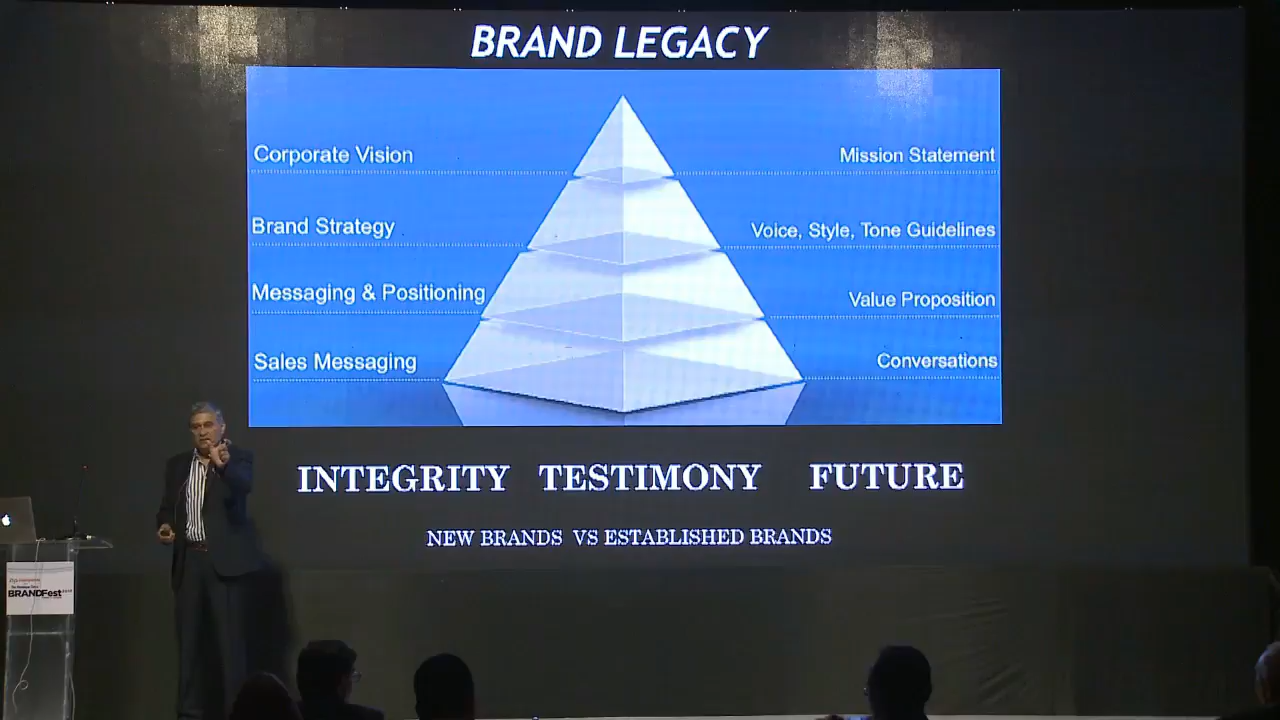 BRAND LEGACY
Corporate Vision
Mission Statement
Brand Strategy
Voice, Style, Tone Guidelines
Messaging & Positioning
Value Proposition
Sales Messaging
Conversations
INTEGRITY TESTIMONY FUTURE
NEW BRANDS VS ESTABLISHED BRANDS
BRANDFest